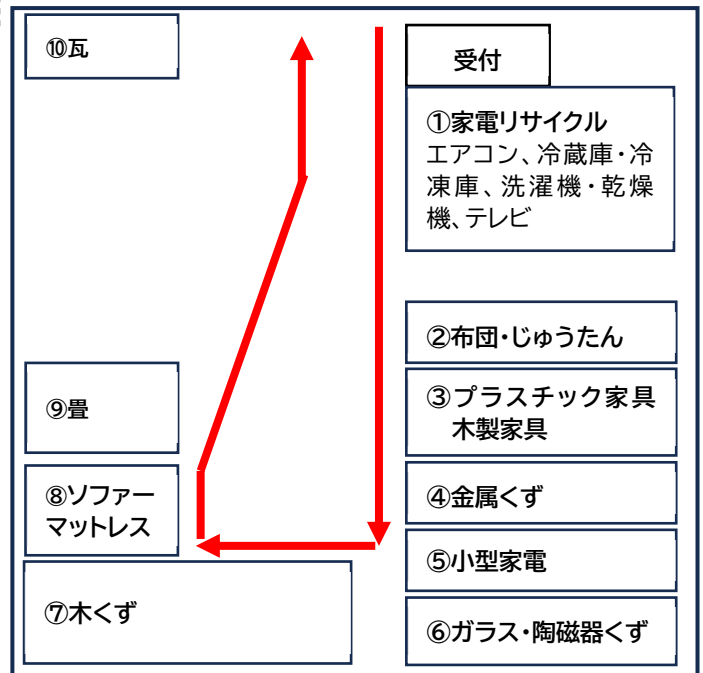 受付
①家電リサイクル
エアコン、冷蔵庫・冷
凍庫、洗濯機・乾燥
機、テレビ
②布団・じゅうたん
③プラスチック家具
木製家具
④金属くず
⑤小型家電
⑥ガラス・陶磁器くず
⑦木くず
⑧ソファー
マットレス
⑨畳
⑩瓦